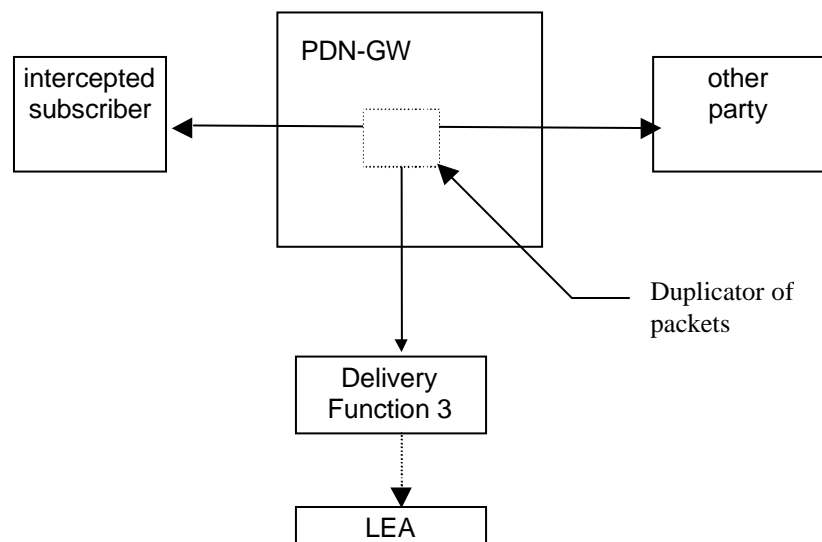 PDN-GW
intercepted
subscriber
other
party
Duplicator of
packets
Delivery
Function 3
LEA